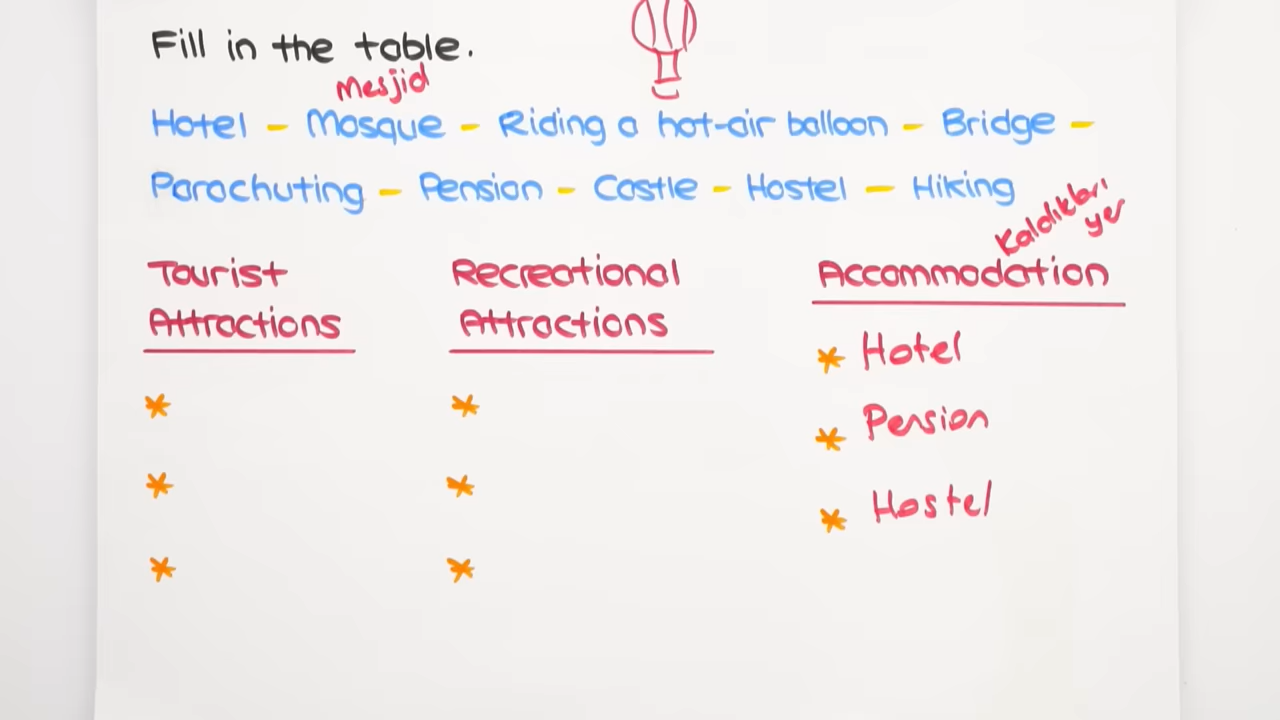 Fill in the table.
Mesjid
Hotel - Mosque - Riding a hot-air balloon - Bridge -
Parachuting - Pension - Castle - Hostel - Hiking
Kaldıkları
yer
Tourist
Attractions
Recreational
Attractions
Accommodation
* Hotel
* Pension
* Hostel
*
*
*
*
*
*